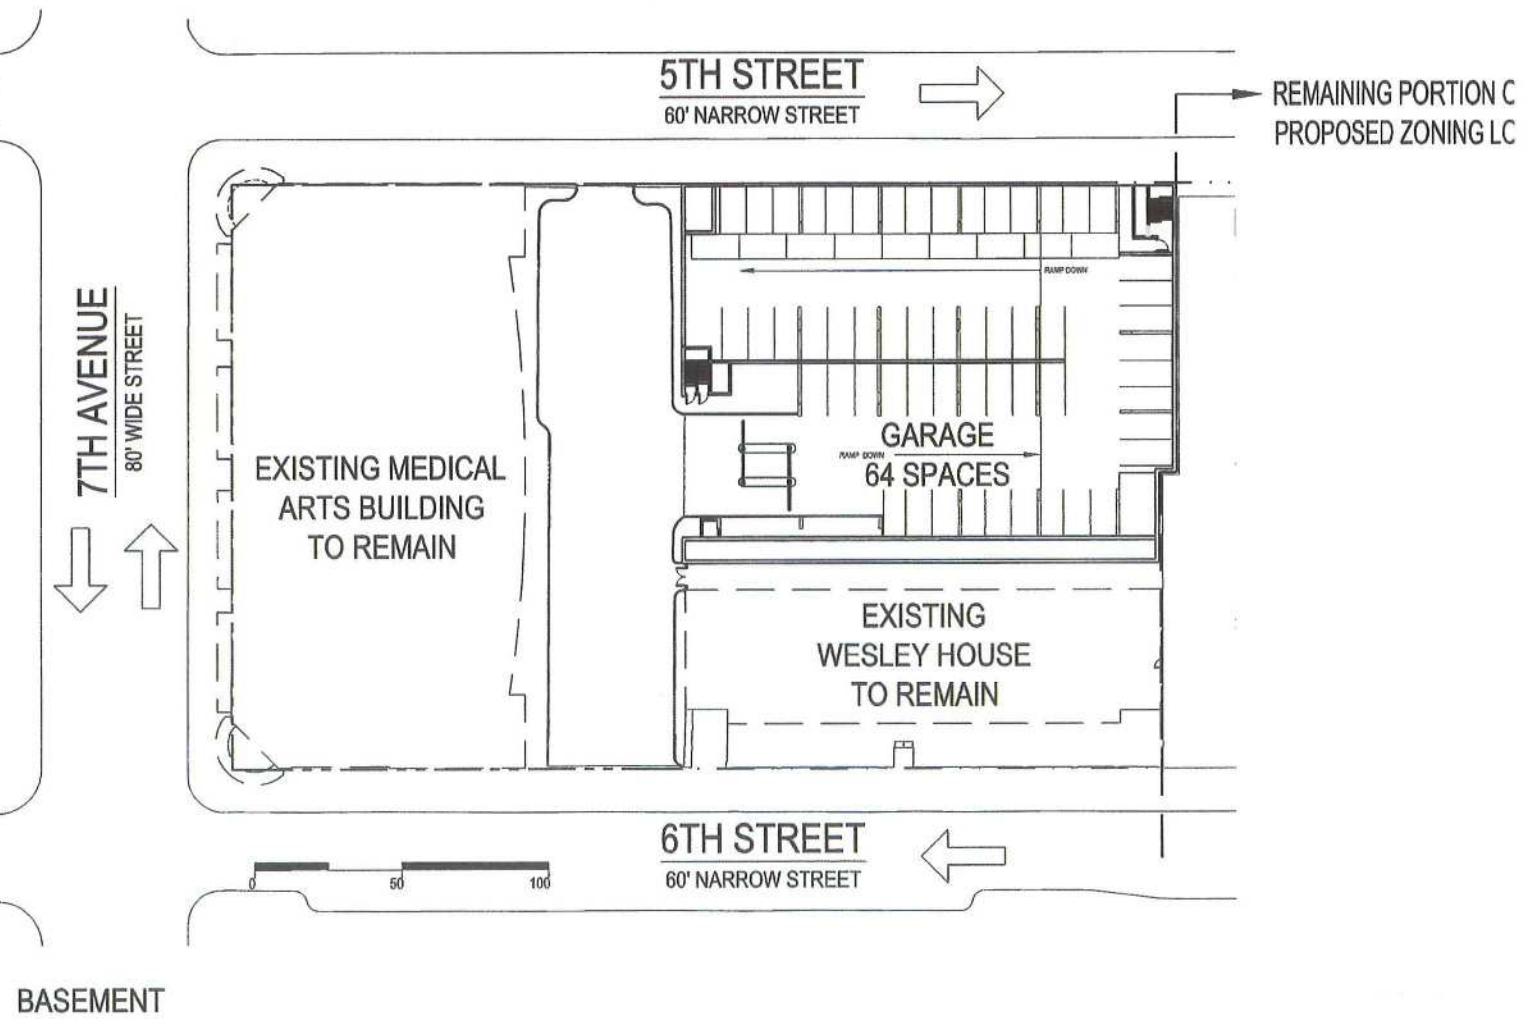 5TH STREET
60' NARROW STREET
REMAINING PORTION
PROPOSED ZONING
RAMP DOWN
7TH AVENUE
80' WIDE STREET
EXISTING MEDICAL
ARTS BUILDING
TO REMAIN
GARAGE
RAMP DOWN
64 SPACES
EXISTING
WESLEY HOUSE
TO REMAIN
6TH STREET
60' NARROW STREET
0 50 100
BASEMENT